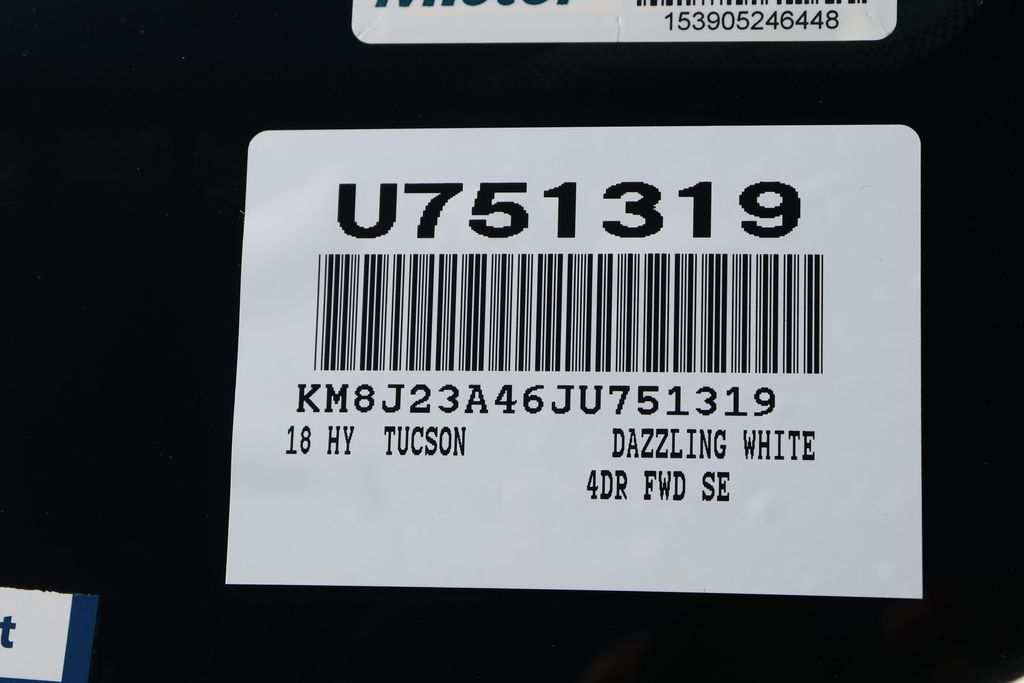 153905246448
U751319
KM8J23A46JU751319
18 HY TUCSON DAZZLING WHITE
4DR FWD SE
t